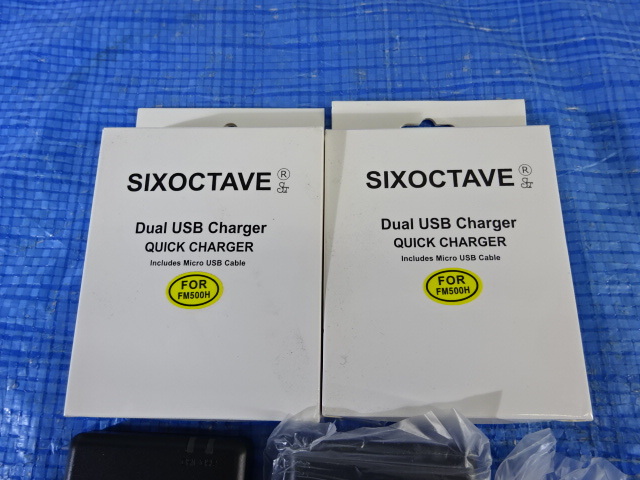 SIXOCTAVE ®
Dual USB Charger
QUICK CHARGER
Includes Micro USB Cable
FOR
FM500H
SIXOCTAVE ®
Dual USB Charger
QUICK CHARGER
Includes Micro USB Cable
FOR
FM500H